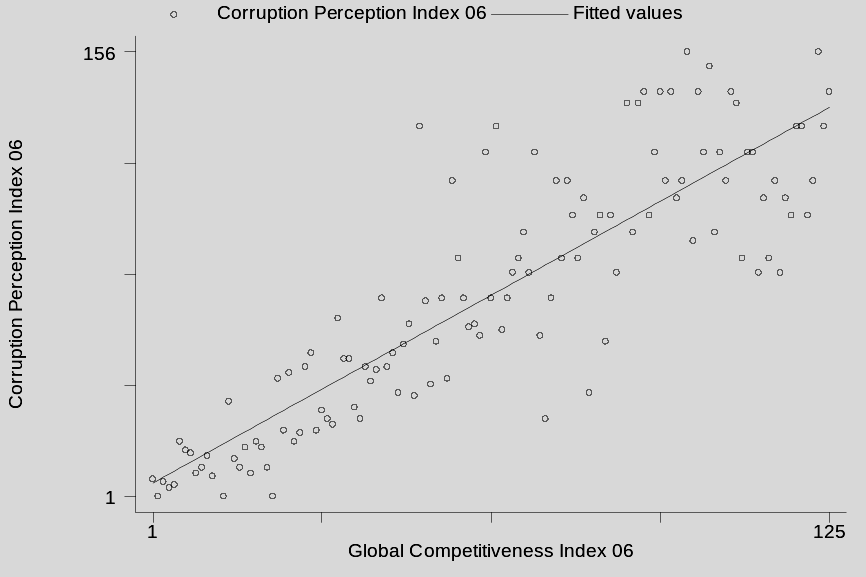 Corruption Perception Index 06 Fitted values
156
Corruption Perception Index 06
1
1 125
Global Competitiveness Index 06